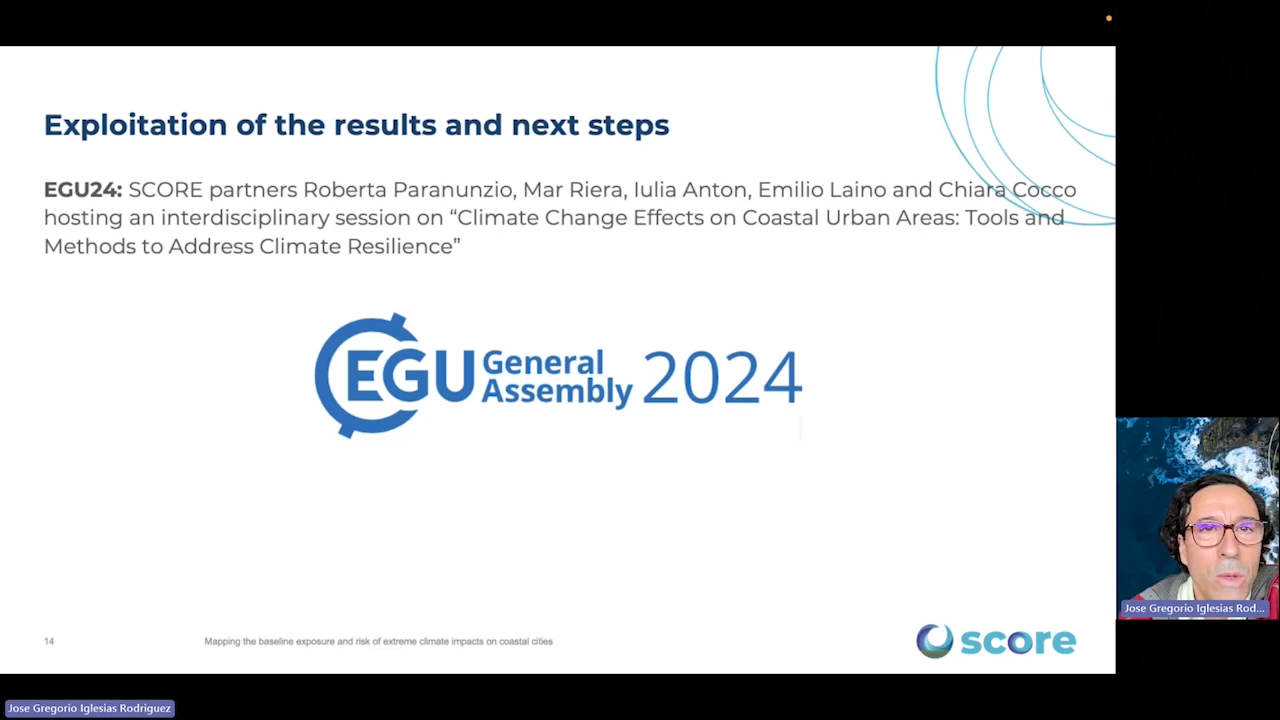 Exploitation of the results and next steps
EGU24: SCORE partners Roberta Paranunzio, Mar Riera, Iulia Anton, Emilio Laino and Chiara Cocco
hosting an interdisciplinary session on “Climate Change Effects on Coastal Urban Areas: Tools and
Methods to Address Climate Resilience”
EGU General Assembly 2024
14
Mapping the baseline exposure and risk of extreme climate impacts on coastal cities
score
Jose Gregorio Iglesias Rod...
Jose Gregorio Iglesias Rodriguez